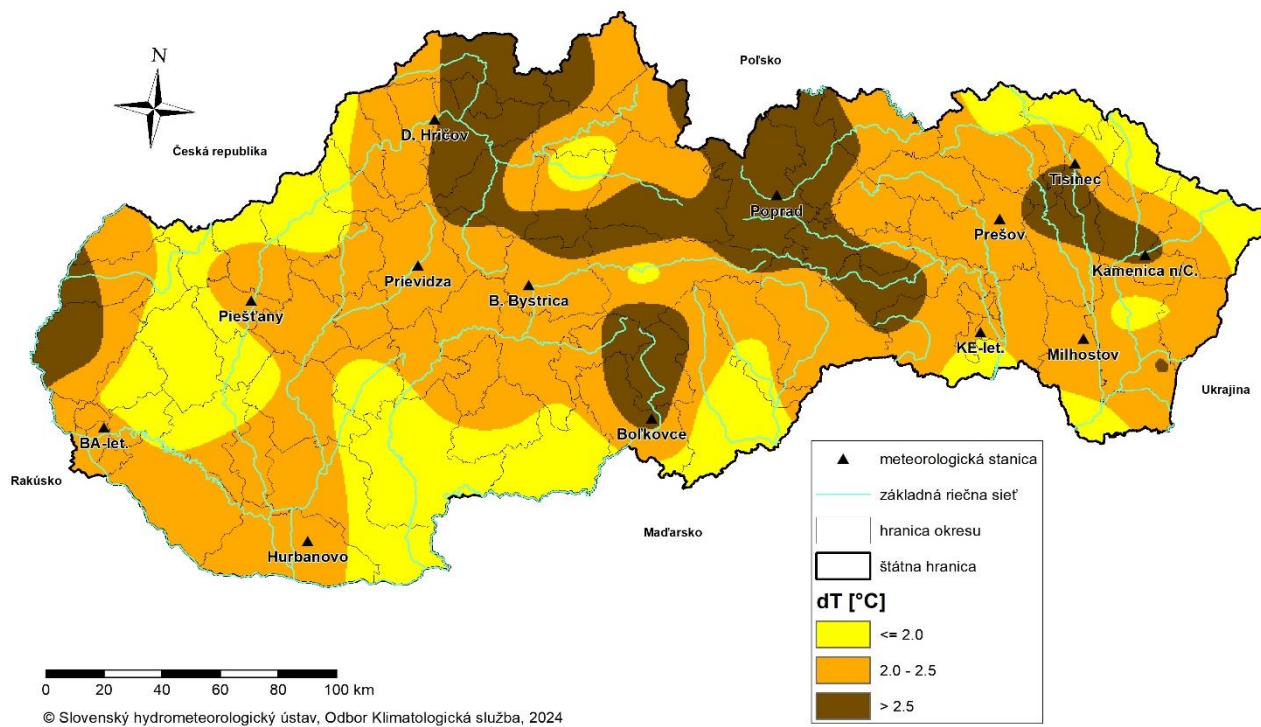 N
Poľsko
Česká republika
D. Hričov
Tisinec
Poprad
Prešov
Kamenica n/C.
Prievidza
B. Bystrica
Piešťany
KE-let.
Milhostov
Ukrajina
BA-let.
Boľkovce
Rakúsko
Maďarsko
Hurbanovo
meteorologická stanica
základná riečna sieť
hranica okresu
štátna hranica
dT [°C]
<= 2.0
2.0 - 2.5
> 2.5
0 20 40 60 80 100 km
© Slovenský hydrometeorologický ústav, Odbor Klimatologická služba, 2024